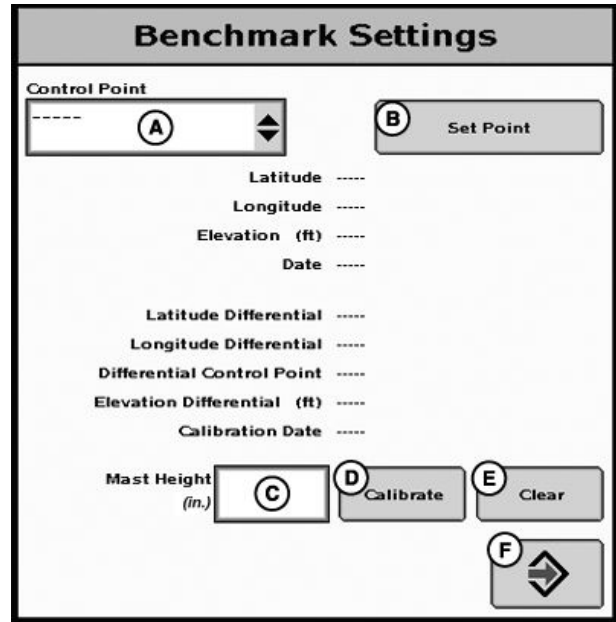 Benchmark Settings
Control Point
-----
A
B
Set Point
Latitude -----
Longitude -----
Elevation (ft) -----
Date -----
Latitude Differential -----
Longitude Differential -----
Differential Control Point -----
Elevation Differential (ft) -----
Calibration Date -----
Mast Height
(in.)
C
D
Calibrate
E
Clear
F